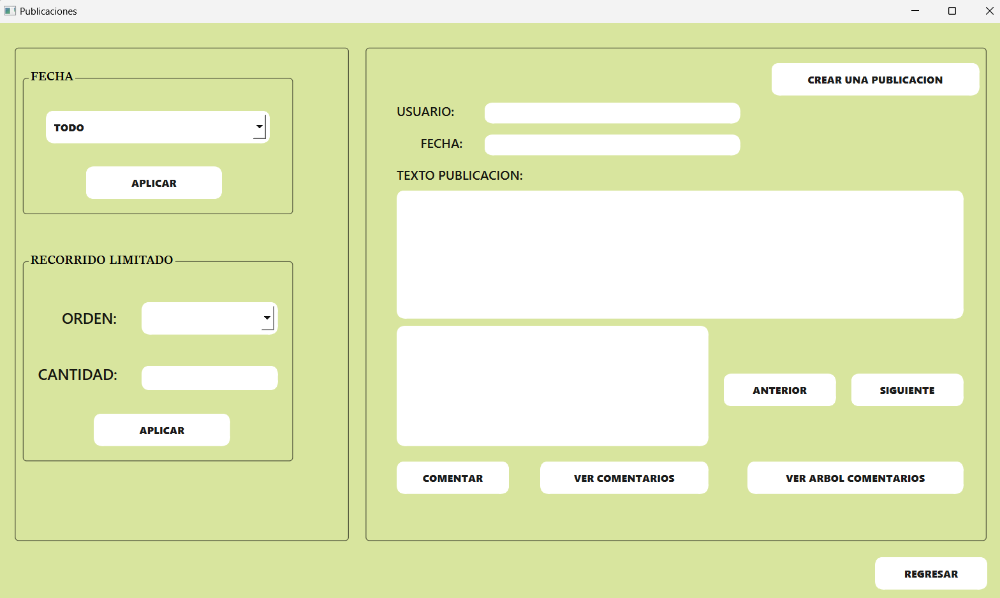 Publicaciones
FECHA
TODO
APLICAR
RECORRIDO LIMITADO
ORDEN:
CANTIDAD:
APLICAR
CREAR UNA PUBLICACION
USUARIO:
FECHA:
TEXTO PUBLICACION:
ANTERIOR
SIGUIENTE
COMENTAR
VER COMENTARIOS
VER ARBOL COMENTARIOS
REGRESAR